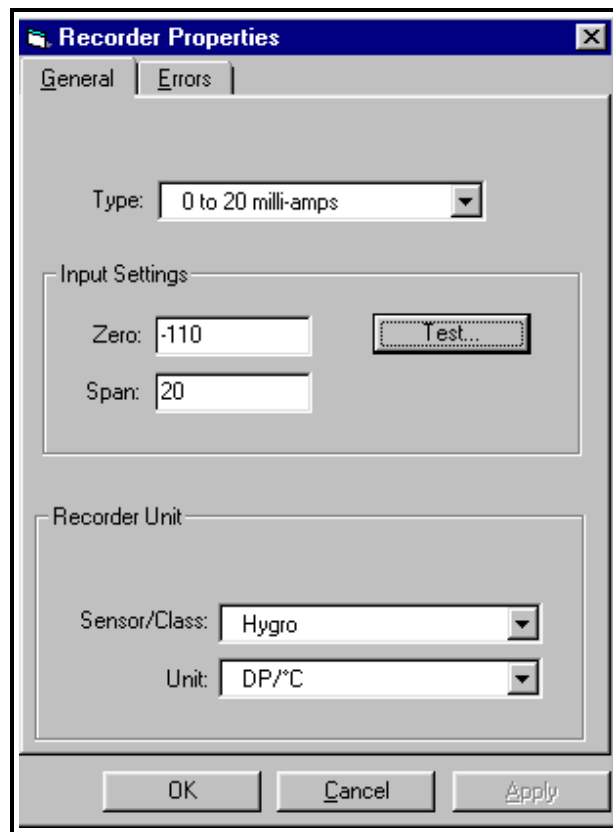 Recorder Properties
General Errors
Type: 0 to 20 milli-amps
Input Settings
Zero: -110 Test...
Span: 20
Recorder Unit
Sensor/Class: Hygro
Unit: DP/°C
OK Cancel Apply